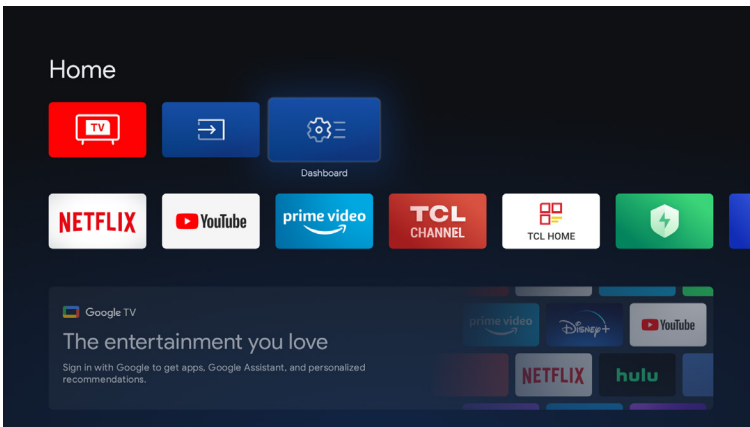 Home
TV
Dashboard
NETFLIX
YouTube
prime video
TCL
CHANNEL
TCL HOME
Google TV
The entertainment you love
Sign in with Google to get apps, Google Assistant, and personalized
recommendations.
prime video
Disney+
YouTube
NETFLIX
hulu